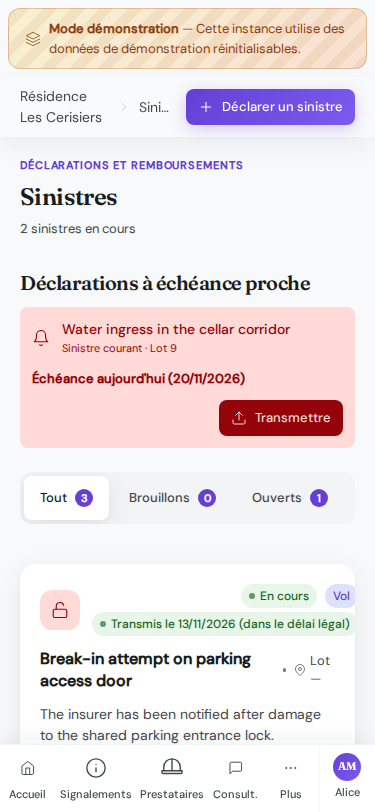 Mode démonstration — Cette instance utilise des
données de démonstration réinitialisables.
Résidence
Les Cerisiers
Sini...
Déclarer un sinistre
DÉCLARATIONS ET REMBOURSEMENTS
Sinistres
2 sinistres en cours
Déclarations à échéance proche
Water ingress in the cellar corridor
Sinistre courant · Lot 9
Échéance aujourd'hui (20/11/2026)
Transmettre
Tout 3 Brouillons 0 Ouverts 1
En cours Vol
Transmis le 13/11/2026 (dans le délai légal)
Break-in attempt on parking
access door
• Lot
—
The insurer has been notified after damage
to the shared parking entrance lock.
AM
Accueil Signalements Prestataires Consult. Plus Alice